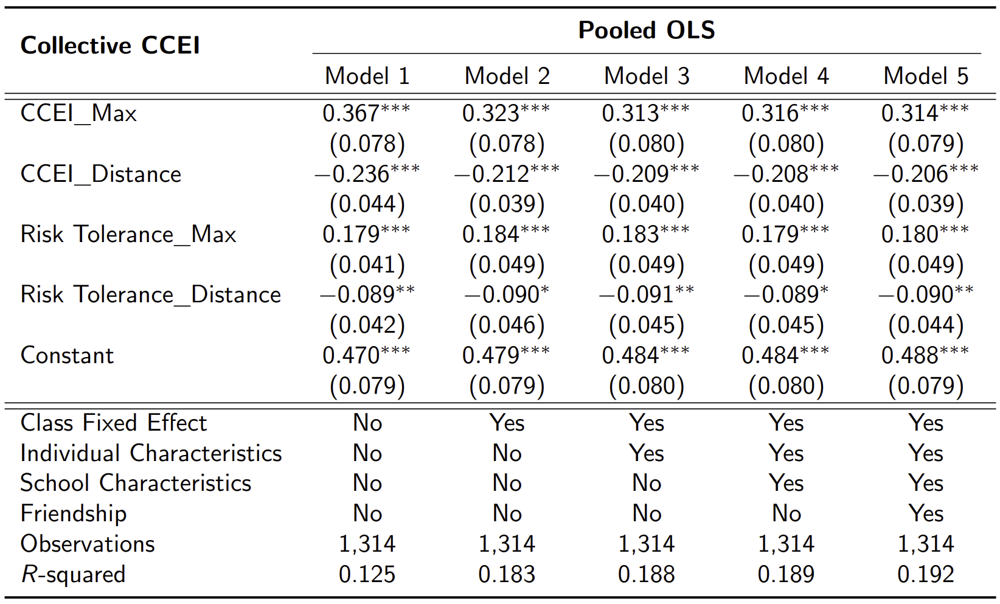 Collective CCEI Pooled OLS
Model 1 Model 2 Model 3 Model 4 Model 5
CCEI_Max 0.367*** 0.323*** 0.313*** 0.316*** 0.314***
(0.078) (0.078) (0.080) (0.080) (0.079)
CCEI_Distance −0.236*** −0.212*** −0.209*** −0.208*** −0.206***
(0.044) (0.039) (0.040) (0.040) (0.039)
Risk Tolerance_Max 0.179*** 0.184*** 0.183*** 0.179*** 0.180***
(0.041) (0.049) (0.049) (0.049) (0.049)
Risk Tolerance_Distance −0.089** −0.090* −0.091** −0.089* −0.090**
(0.042) (0.046) (0.045) (0.045) (0.044)
Constant 0.470*** 0.479*** 0.484*** 0.484*** 0.488***
(0.079) (0.079) (0.080) (0.080) (0.079)
Class Fixed Effect No Yes Yes Yes Yes
Individual Characteristics No No Yes Yes Yes
School Characteristics No No No Yes Yes
Friendship No No No No Yes
Observations 1,314 1,314 1,314 1,314 1,314
R-squared 0.125 0.183 0.188 0.189 0.192